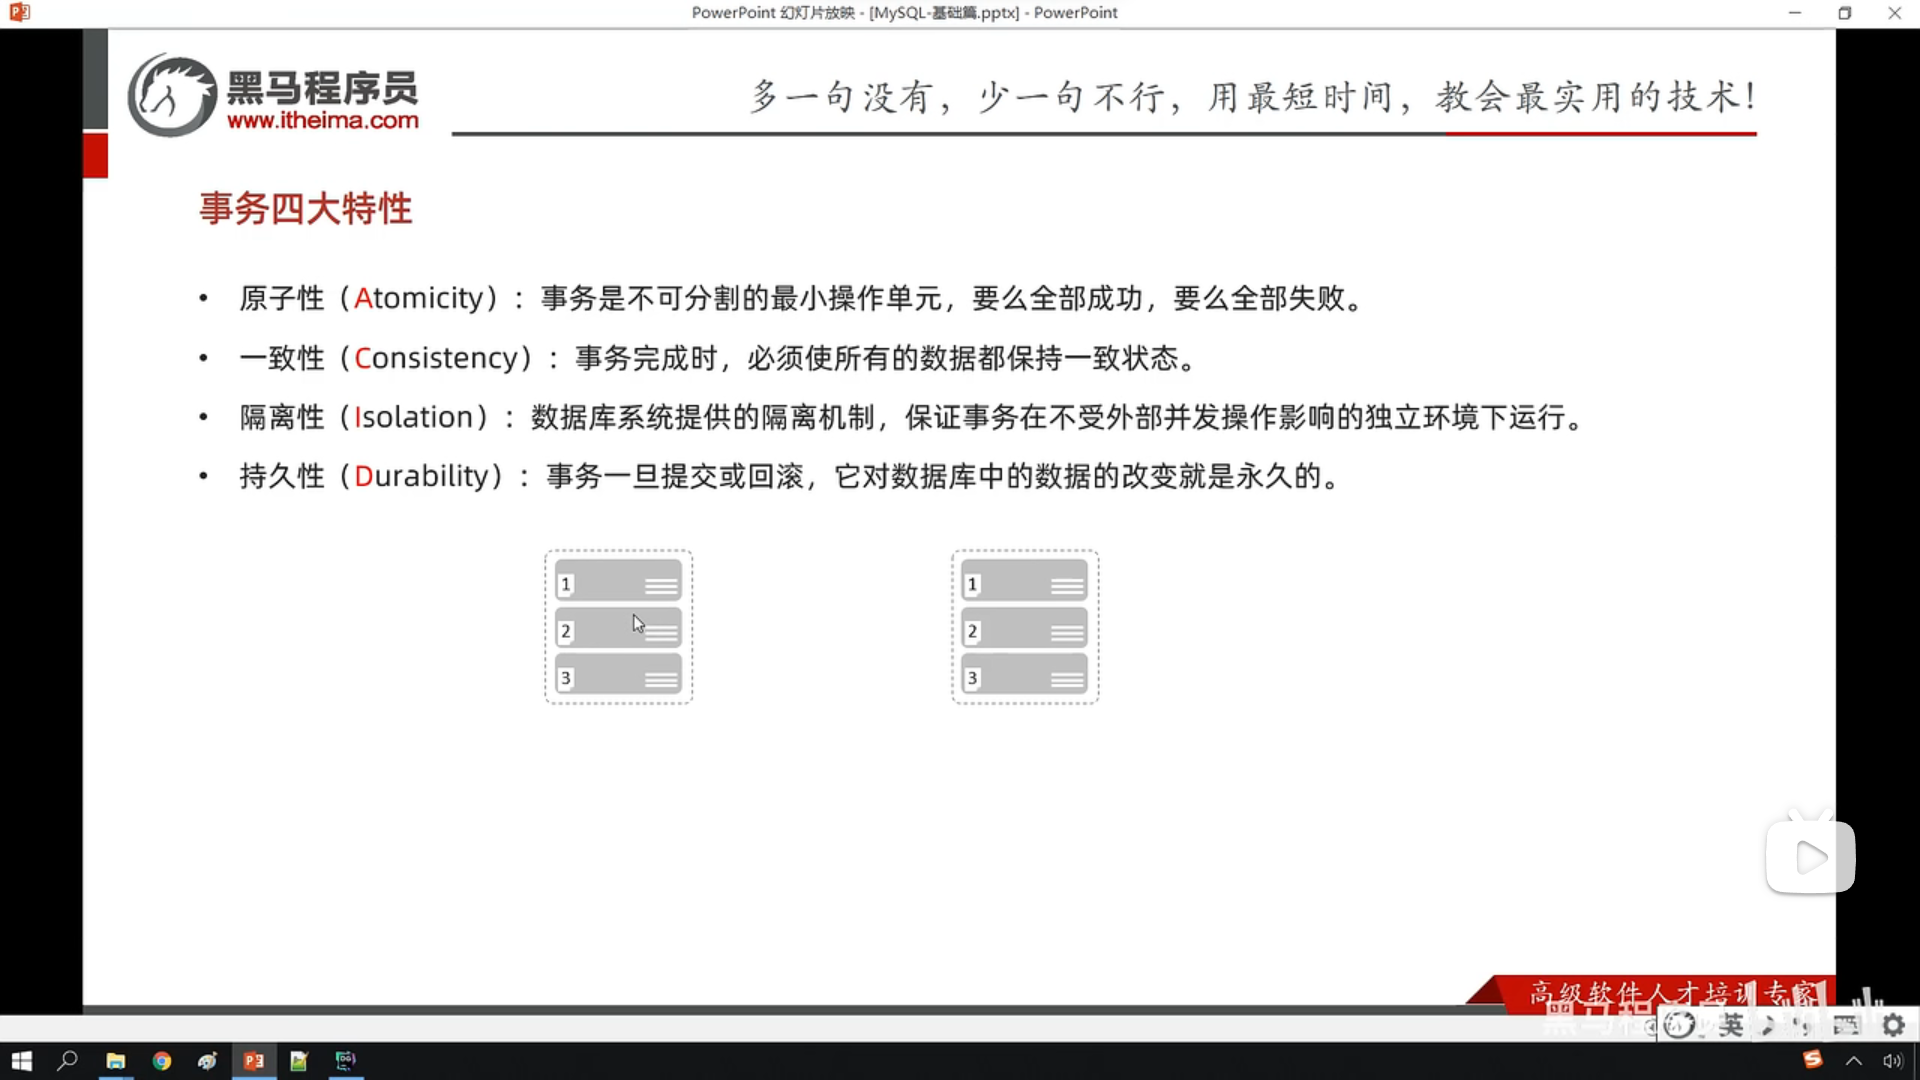 PowerPoint 幻灯片放映 - [MySQL-基础篇.pptx] - PowerPoint
黑马程序员
www.itheima.com
多一句没有，少一句不行，用最短时间，教会最实用的技术！
事务四大特性
• 原子性（Atomicity）：事务是不可分割的最小操作单元，要么全部成功，要么全部失败。
• 一致性（Consistency）：事务完成时，必须使所有的数据都保持一致状态。
• 隔离性（Isolation）：数据库系统提供的隔离机制，保证事务在不受外部并发操作影响的独立环境下运行。
• 持久性（Durability）：事务一旦提交或回滚，它对数据库中的数据的改变就是永久的。
1
2
3
1
2
3
高级软件人才培训专家
英